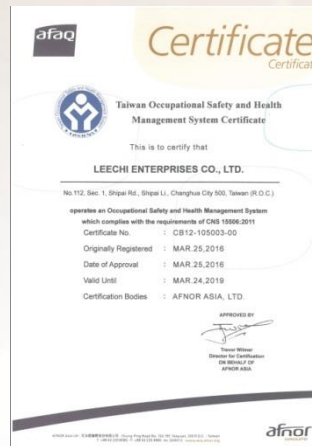 afaq
Certificate
Certificat
Taiwan Occupational Safety and Health
Management System Certificate
This is to certify that
LEECHI ENTERPRISES CO., LTD.
No.112, Sec. 1, Shipai Rd., Shipai Li., Changhua City 500, Taiwan (R.O.C.)
operates an Occupational Safety and Health Management System
which complies with the requirements of CNS 15506:2011
Certificate No. : CB12-105003-00
Originally Registered : MAR.25,2016
Date of Approval : MAR.25,2016
Valid Until : MAR.24,2019
Certification Bodies : AFNOR ASIA, LTD.
APPROVED BY
Trevor Wilmer
Director for Certification
ON BEHALF OF
AFNOR ASIA
afnor